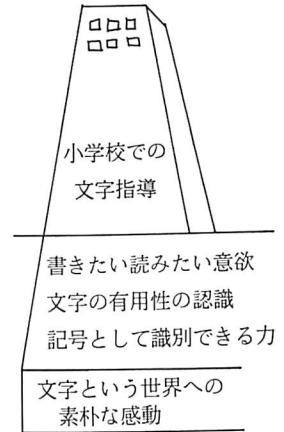 小学校での
文字指導
書きたい読みたい意欲
文字の有用性の認識
記号として識別できる力
文字という世界への
素朴な感動